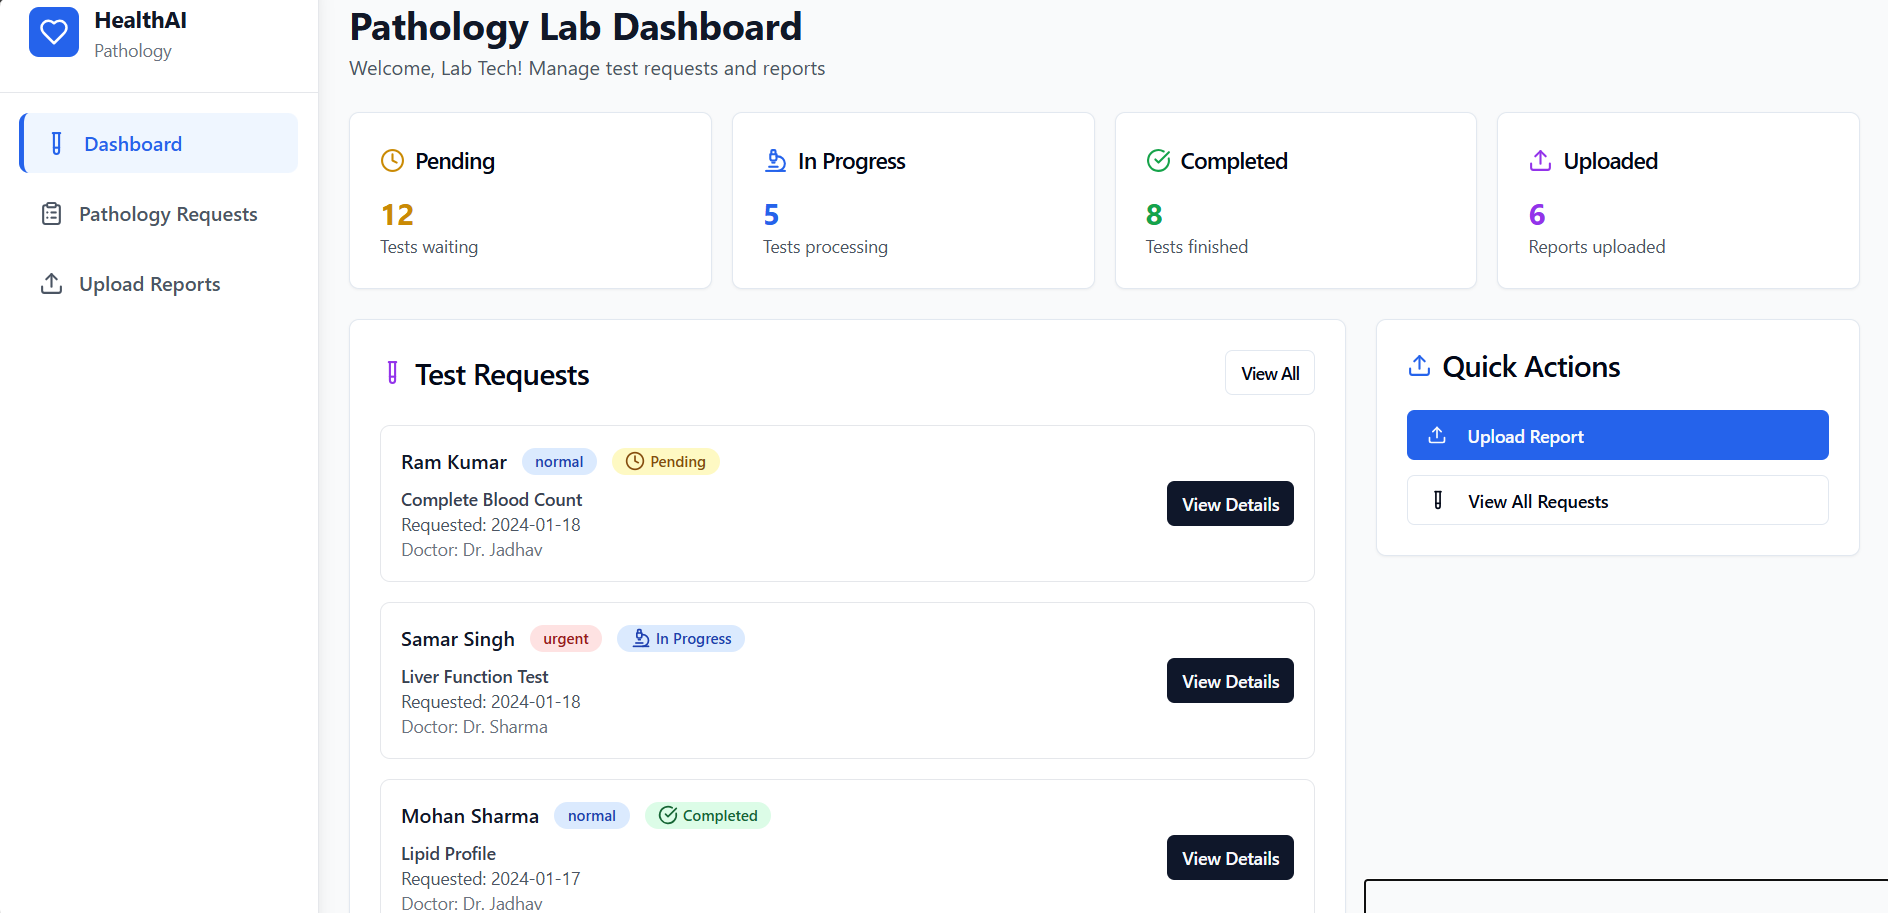 HealthAI
Pathology
Dashboard
Pathology Requests
Upload Reports
Pathology Lab Dashboard
Welcome, Lab Tech! Manage test requests and reports
Pending
12
Tests waiting
In Progress
5
Tests processing
Completed
8
Tests finished
Uploaded
6
Reports uploaded
Test Requests
View All
Ram Kumar normal Pending
Complete Blood Count
Requested: 2024-01-18
Doctor: Dr. Jadhav
View Details
Samar Singh urgent In Progress
Liver Function Test
Requested: 2024-01-18
Doctor: Dr. Sharma
View Details
Mohan Sharma normal Completed
Lipid Profile
Requested: 2024-01-17
Doctor: Dr. Jadhav
View Details
Quick Actions
Upload Report
View All Requests